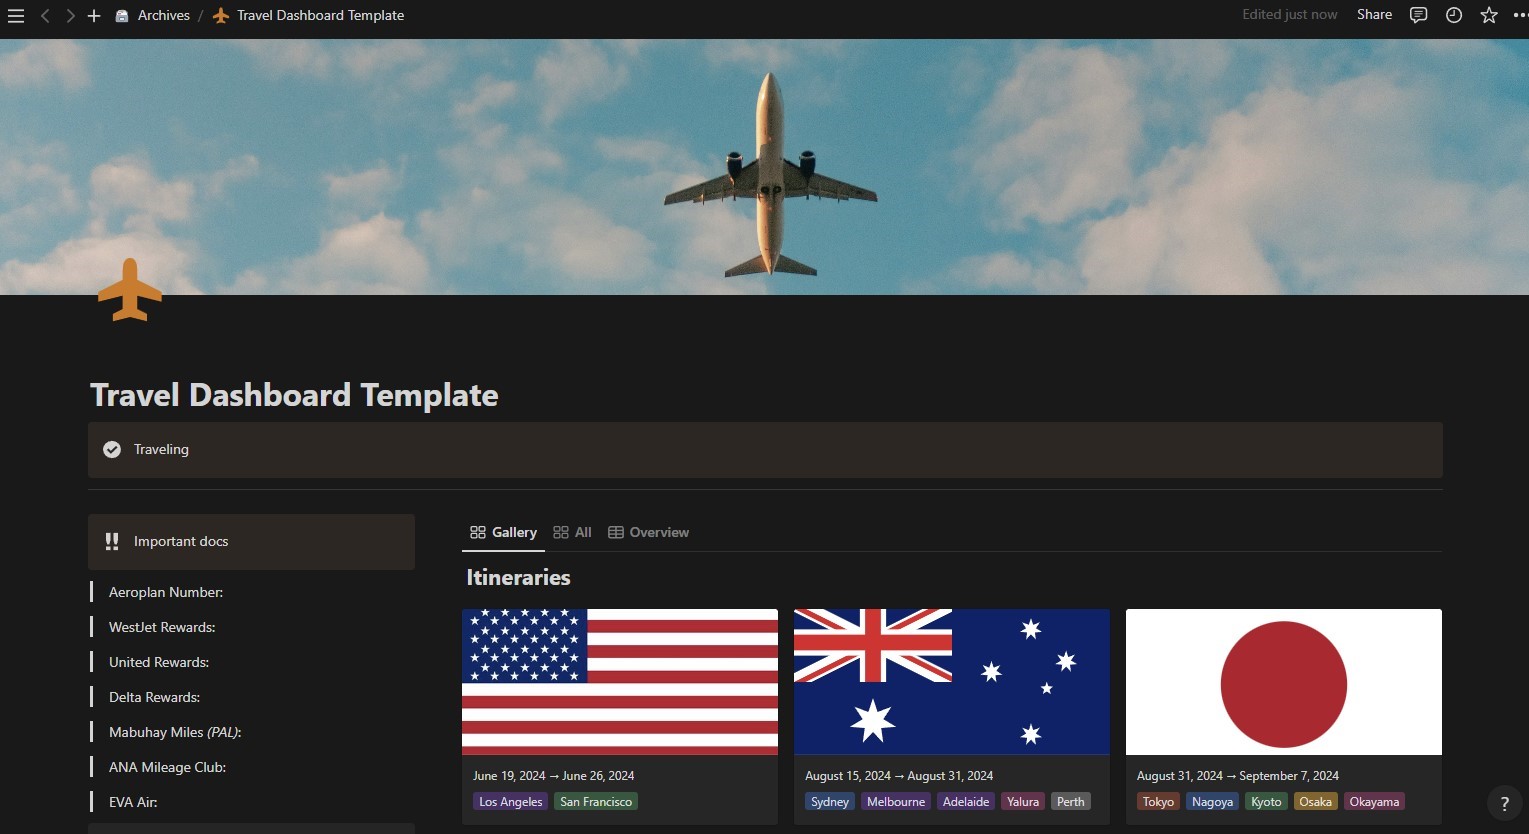 Archives / Travel Dashboard Template
Edited just now Share
Travel Dashboard Template
Traveling
Important docs
Aeroplan Number:
WestJet Rewards:
United Rewards:
Delta Rewards:
Mabuhay Miles (PAL):
ANA Mileage Club:
EVA Air:
Gallery All Overview
Itineraries
June 19, 2024 → June 26, 2024
Los Angeles San Francisco
August 15, 2024 → August 31, 2024
Sydney Melbourne Adelaide Yalura Perth
August 31, 2024 → September 7, 2024
Tokyo Nagoya Kyoto Osaka Okayama
?